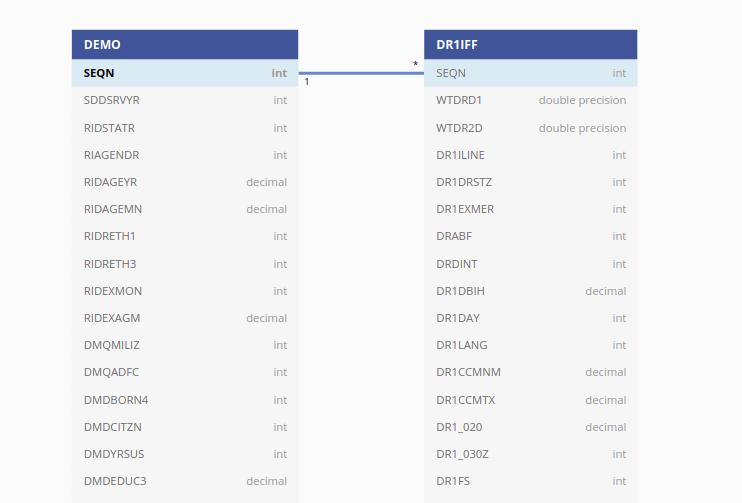 DEMO
SEQN int
SDDSRVYR int
RIDSTATR int
RIAGENDR int
RIDAGEYR decimal
RIDAGEMN decimal
RIDRETH1 int
RIDRETH3 int
RIDEXMON int
RIDEXAGM decimal
DMQMILIZ int
DMQADFC int
DMDBORN4 int
DMDCITZN int
DMDYRSUS int
DMDEDUC3 decimal
1
*
DR1IFF
SEQN int
WTDRD1 double precision
WTDR2D double precision
DR1ILINE int
DR1DRSTZ int
DR1EXMER int
DRABF int
DRDINT int
DR1DBIH decimal
DR1DAY int
DR1LANG int
DR1CCMNM decimal
DR1CCMTX decimal
DR1_020 decimal
DR1_030Z int
DR1FS int